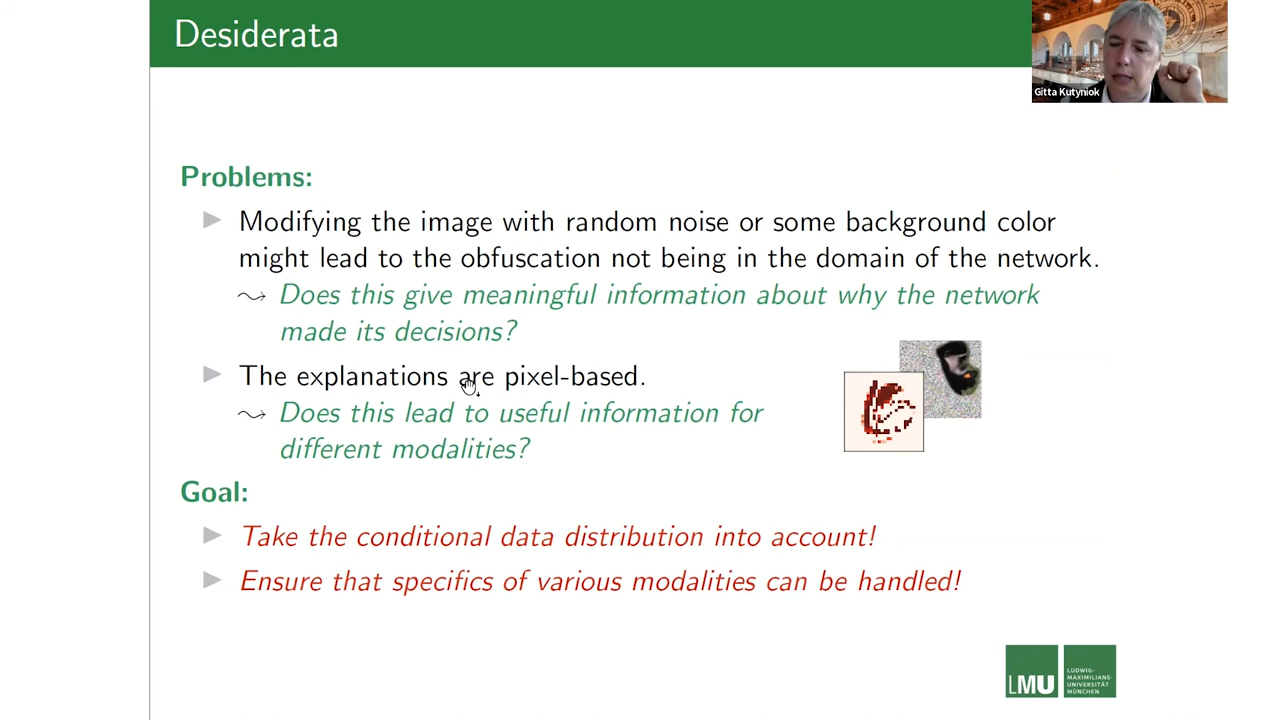 Desiderata
Gitta Kutyniok
Problems:
Modifying the image with random noise or some background color
might lead to the obfuscation not being in the domain of the network.
Does this give meaningful information about why the network
made its decisions?
The explanations are pixel-based.
Does this lead to useful information for
different modalities?
Goal:
Take the conditional data distribution into account!
Ensure that specifics of various modalities can be handled!
LMU
LUDWIG-
MAXIMILIANS-
UNIVERSITÄT
MÜNCHEN